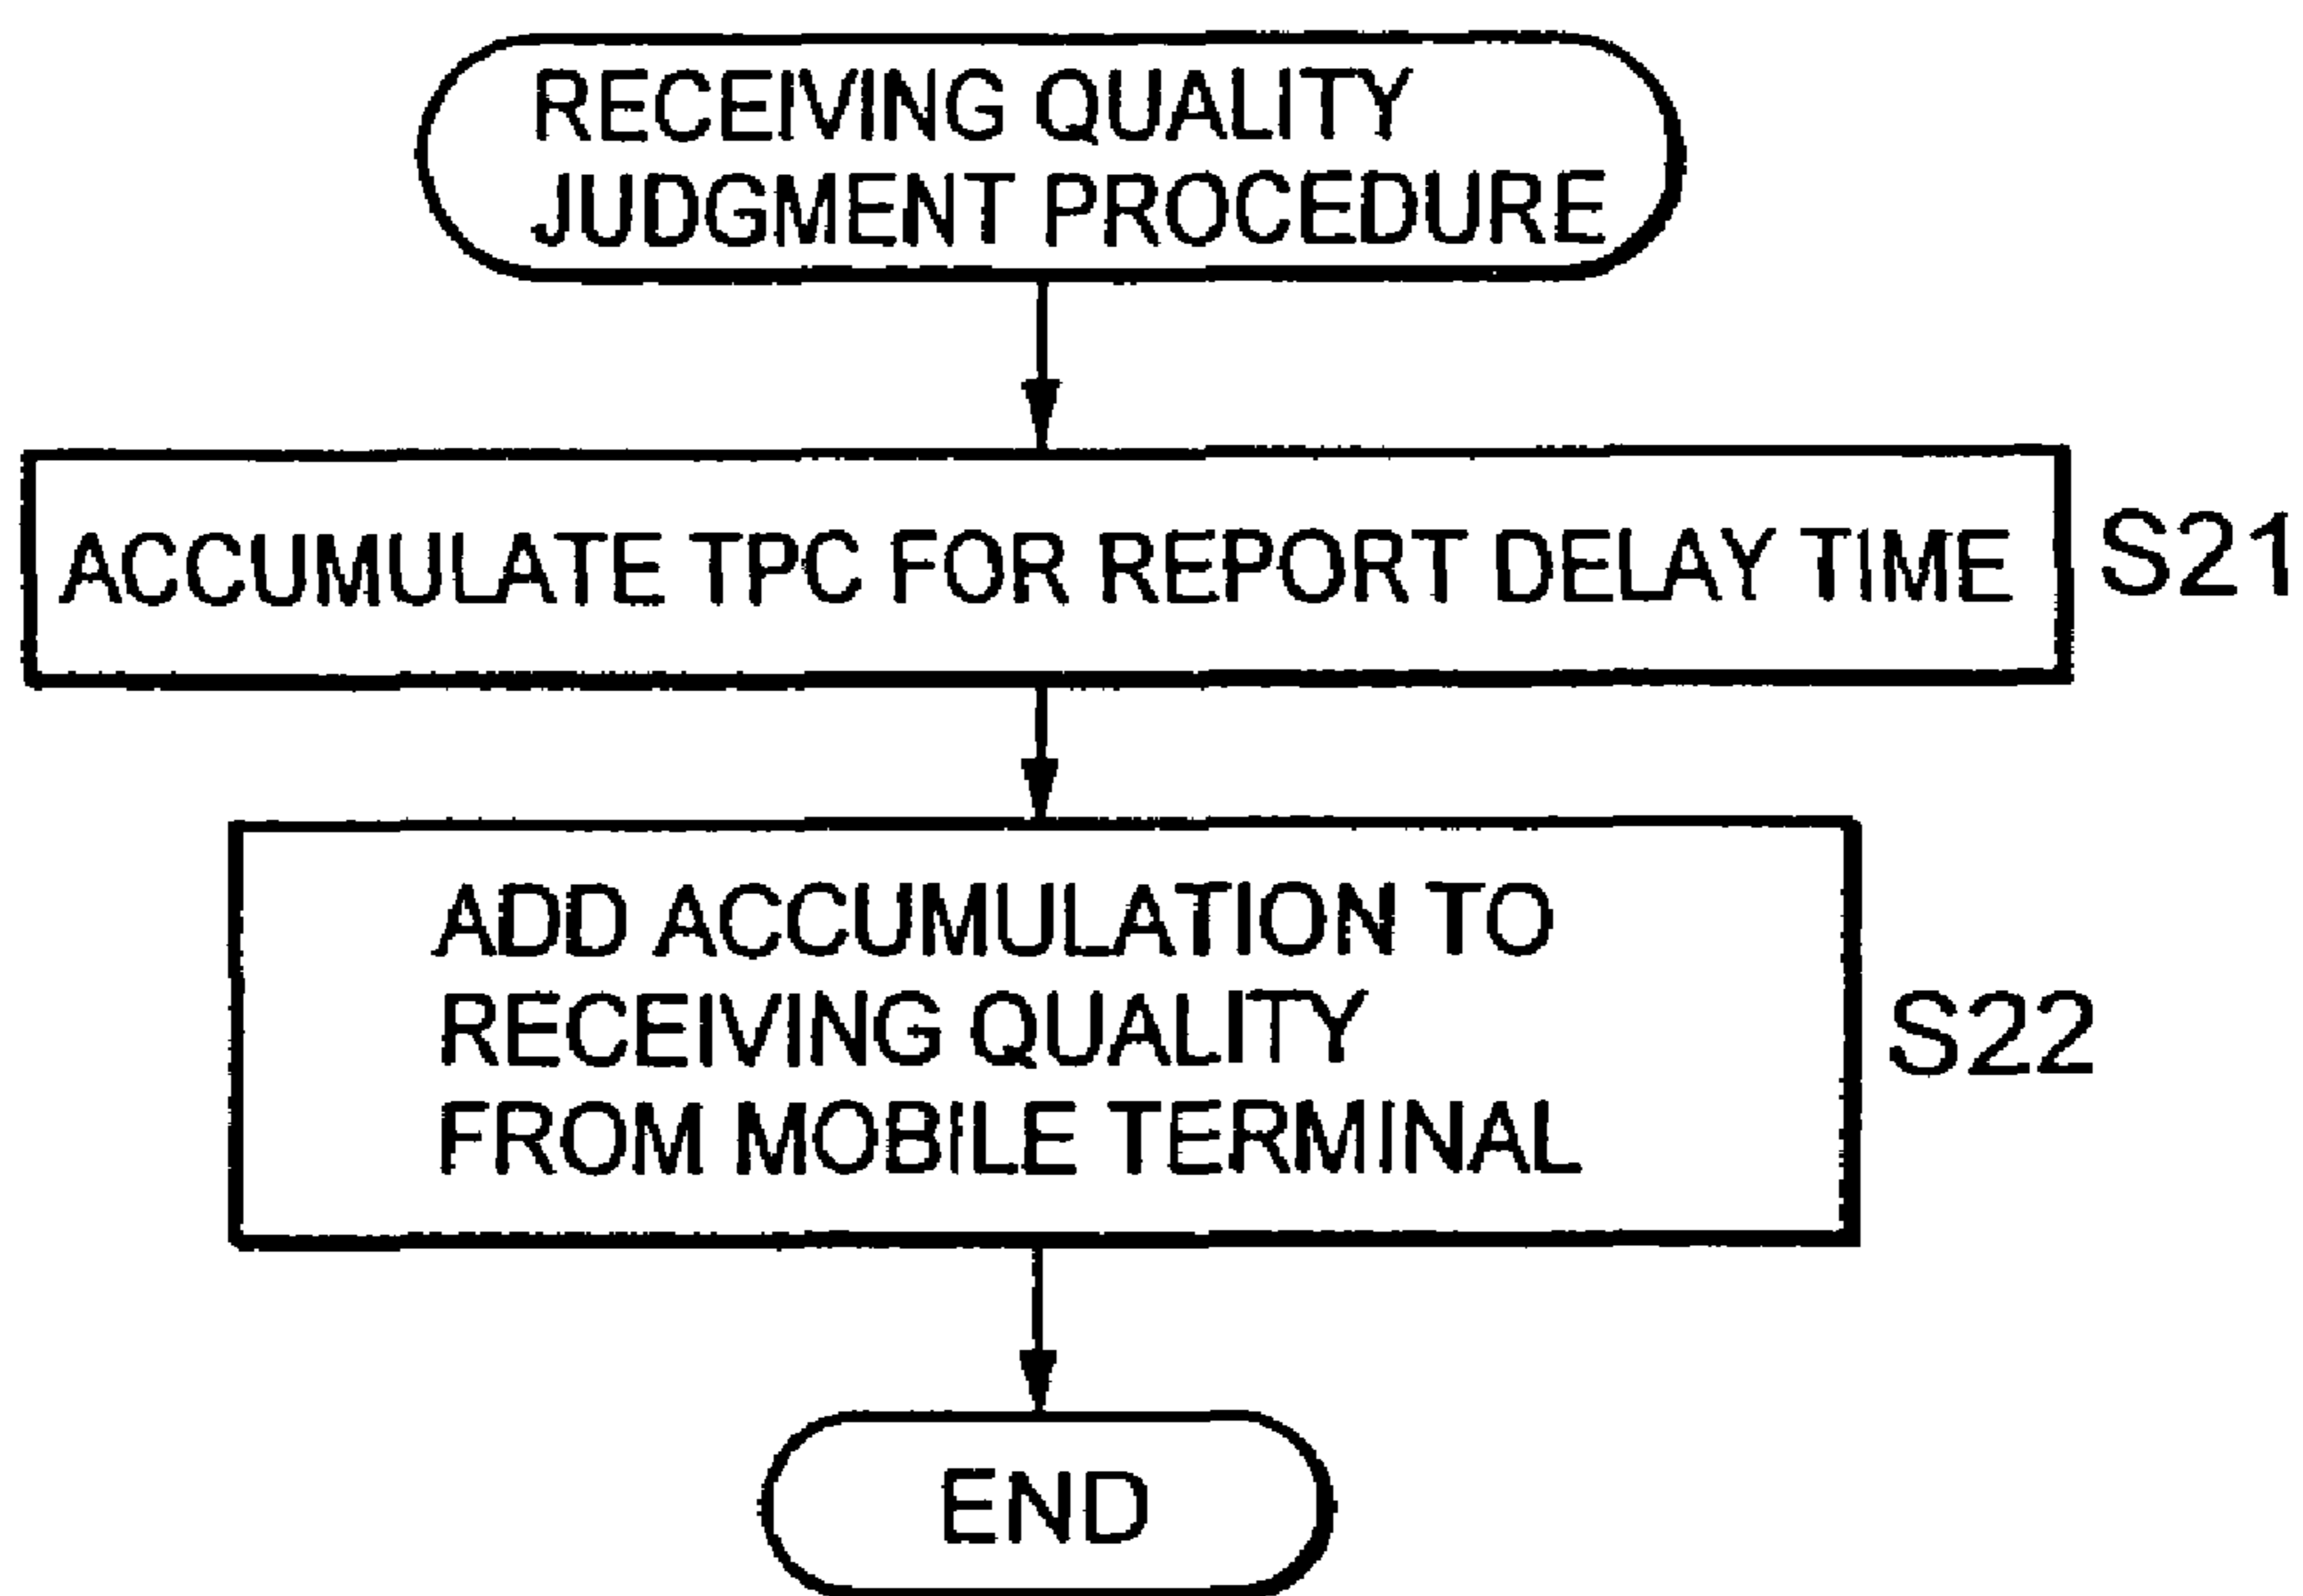 RECEIVING QUALITY
JUDGMENT PROCEDURE
ACCUMULATE TPC FOR REPORT DELAY TIME
S21
ADD ACCUMULATION TO
RECEIVING QUALITY
FROM MOBILE TERMINAL
S22
END